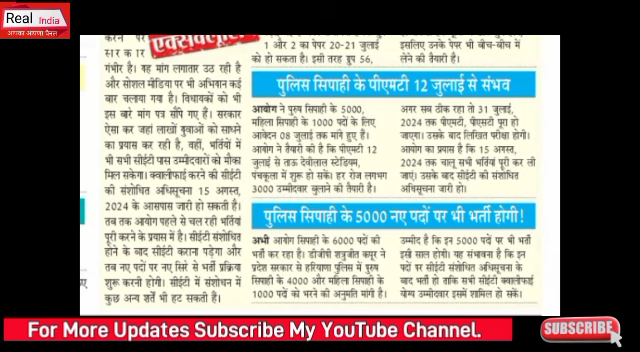 Real India
आपका अपना चैनल
करने पर
सरकार
गंभीर है। यह मांग लगातार उठ रही है
और सोशल मीडिया पर भी अभियान कई
बार चलाया गया है। विधायकों को भी
इस बारे मांग पत्र सौंपे गए हैं। सरकार
ऐसा कर जहां लाखों युवाओं को साधने
का प्रयास कर रही है, वहीं, भर्तियों में
भी सभी सीईटी पास उम्मीदवारों को मौका
मिल सकेगा। क्वालीफाई करने की सीईटी
की संशोधित अधिसूचना 15 अगस्त,
2024 के आसपास जारी हो सकती है।
तब तक आयोग पहले से चल रही भर्तियां
पूरी करने के प्रयास में है। सीईटी संशोधित
होने के बाद सीईटी कराना पड़ेगा और
तब नए पदों पर नए सिरे से भर्ती प्रक्रिया
शुरू करनी होगी। सीईटी में संशोधन में
कुछ अन्य शर्तें भी हट सकती हैं।
एक्सक्लूसिव
1 और 2 का पेपर 20-21 जुलाई
को हो सकता है। इसी तरह ग्रुप 56,
इसलिए उनके पेपर भी बीच-बीच में
लेने की तैयारी है।
पुलिस सिपाही के पीएमटी 12 जुलाई से संभव
आयोग ने पुरुष सिपाही के 5000,
महिला सिपाही के 1000 पदों के लिए
आवेदन 08 जुलाई तक मांगे हुए हैं।
आयोग ने तैयारी की है कि पीएमटी 12
जुलाई से ताऊ देवीलाल स्टेडियम,
पंचकूला में शुरू हो सकें। हर रोज लगभग
3000 उम्मीदवार बुलाने की तैयारी है।
अगर सब ठीक रहा तो 31 जुलाई,
2024 तक पीएमटी, पीएसटी पूरा हो
जाएगा। उसके बाद लिखित परीक्षा होगी।
आयोग का प्रयास है कि 15 अगस्त,
2024 तक चालू सभी भर्तियां पूरी कर ली
जाएं। उसके बाद सीईटी की संशोधित
अधिसूचना जारी हो।
पुलिस सिपाही के 5000 नए पदों पर भी भर्ती होगी!
अभी आयोग सिपाही के 6000 पदों की
भर्ती कर रहा है। डीजीपी शत्रुजीत कपूर ने
प्रदेश सरकार से हरियाणा पुलिस में पुरुष
सिपाही के 4000 और महिला सिपाही के
1000 पदों को भरने की अनुमति मांगी है।
उम्मीद है कि इन 5000 पदों पर भी भर्ती
इसी साल होगी। यह संभावना है कि इन
पदों पर सीईटी संशोधित अधिसूचना के
बाद भर्ती हो ताकि सभी सीईटी क्वालीफाई
योग्य उम्मीदवार इसमें शामिल हो सकें।
For More Updates Subscribe My YouTube Channel.
SUBSCRIBE